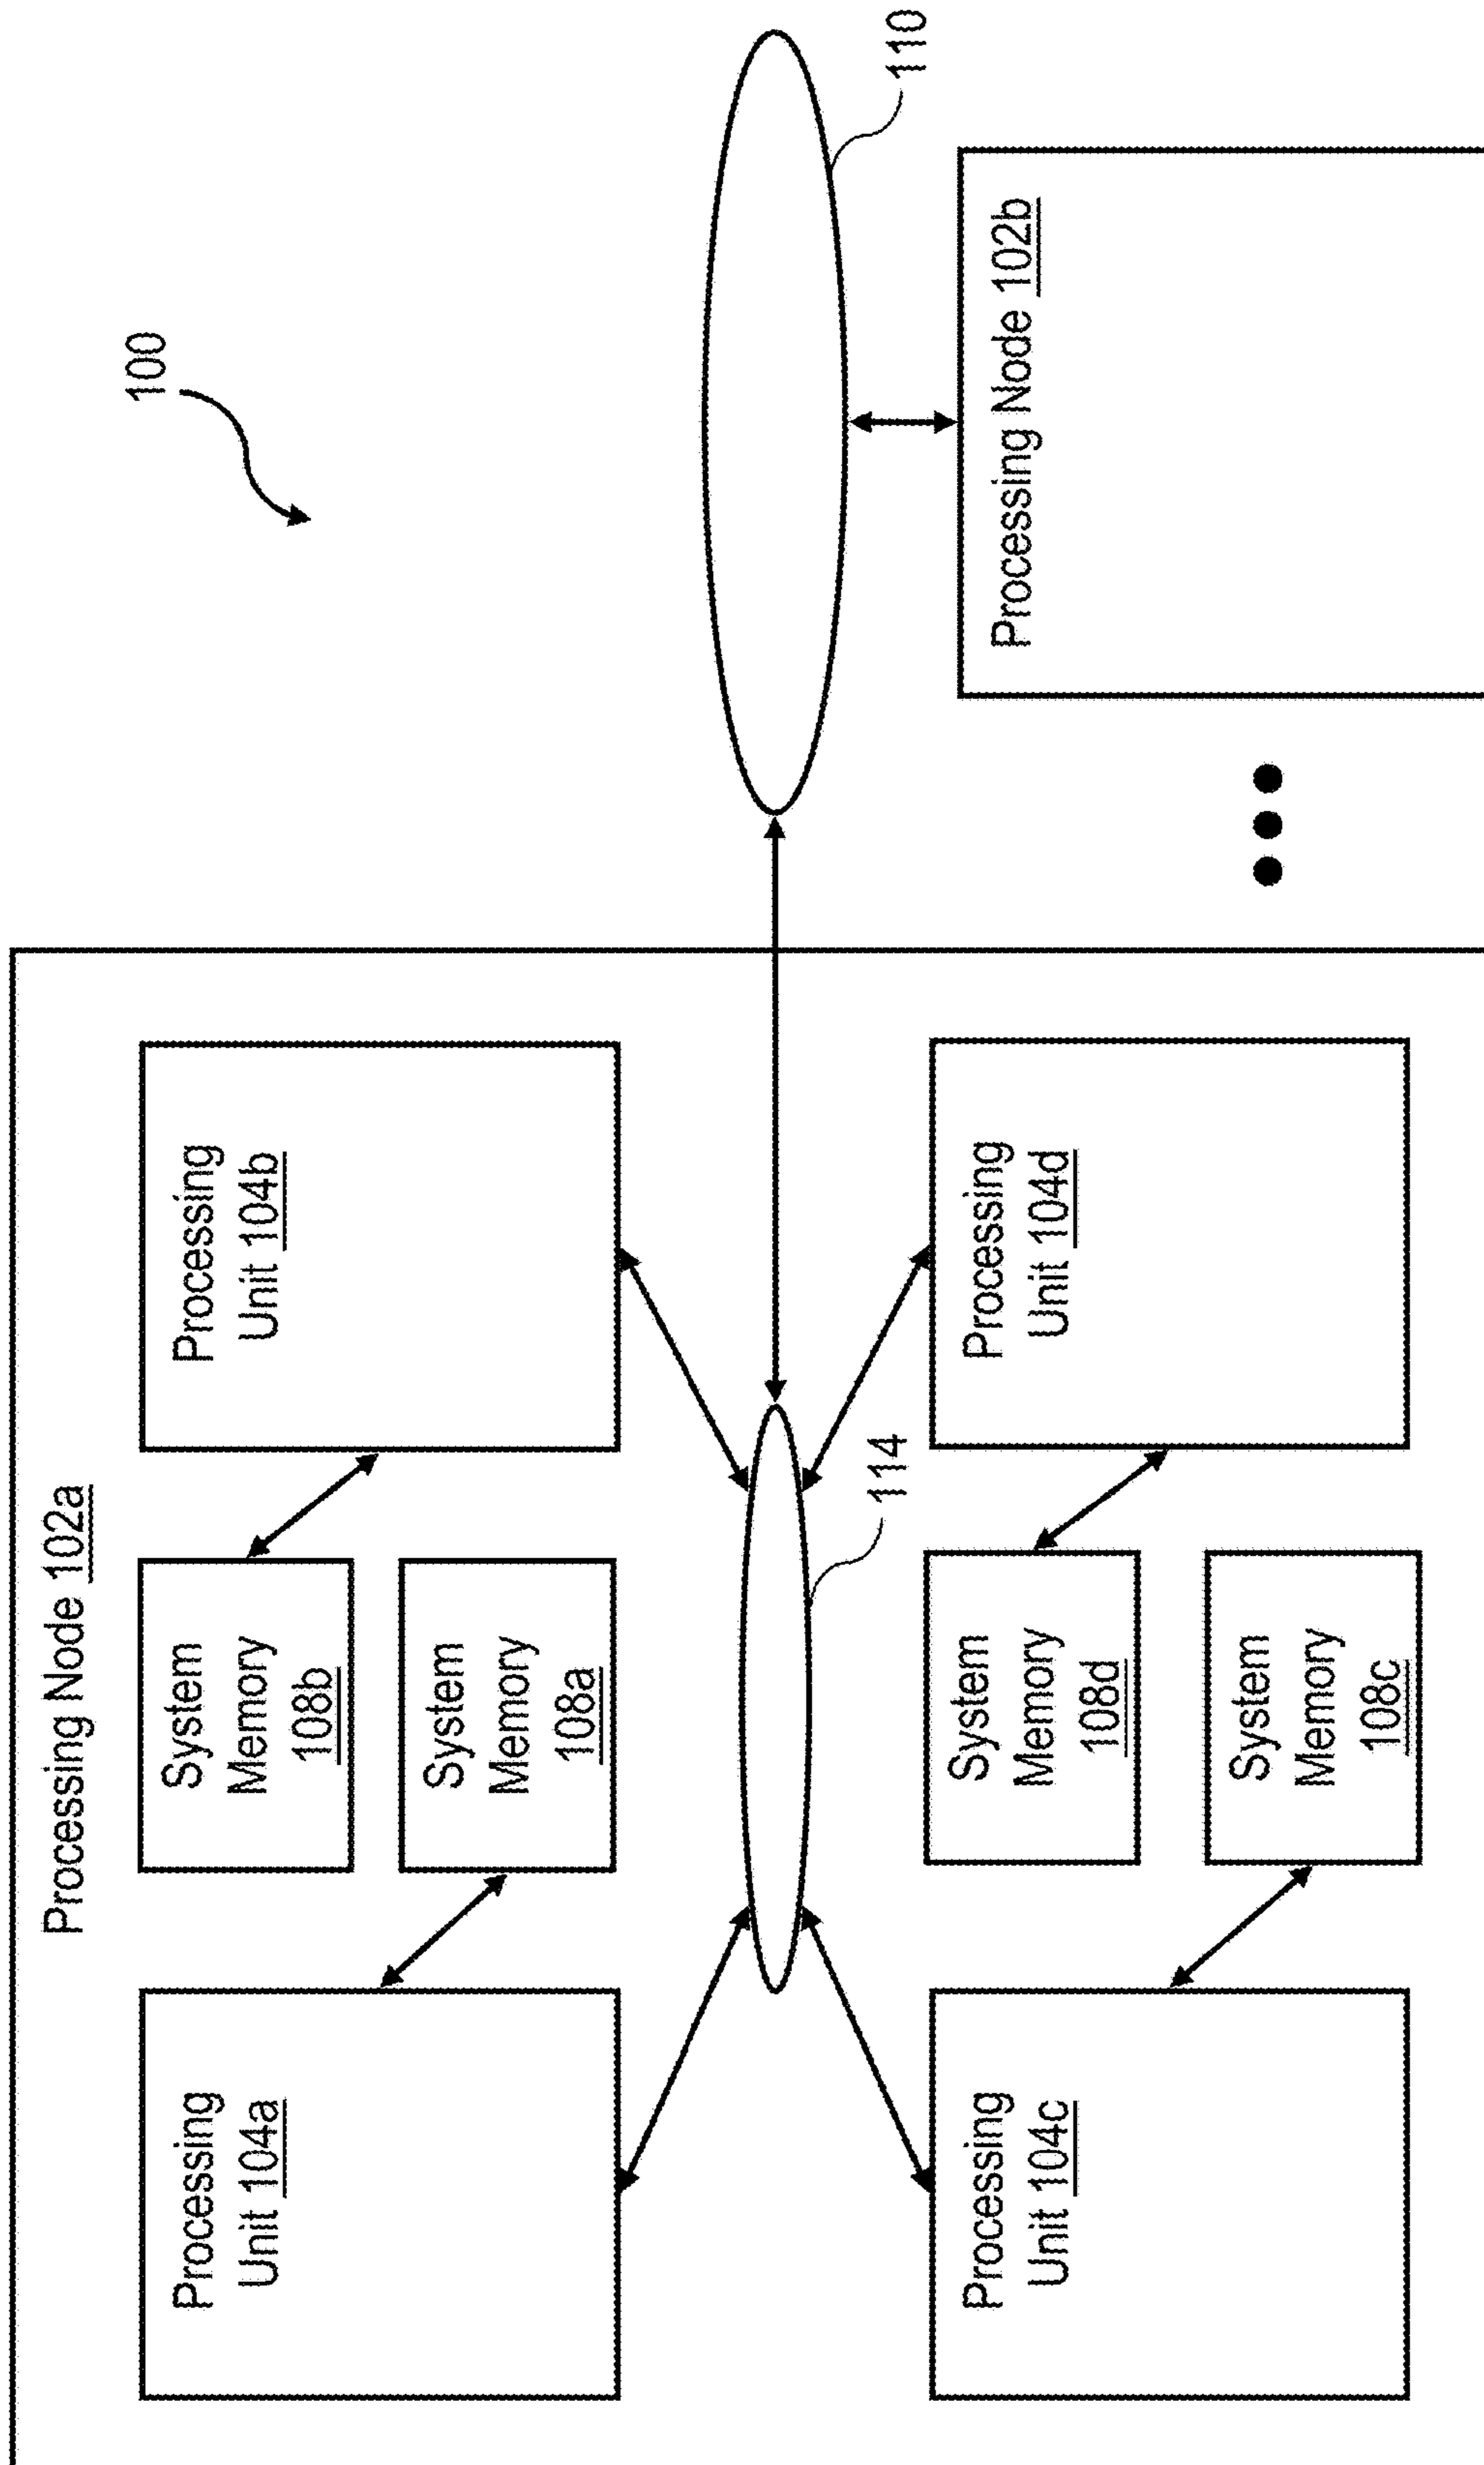 100
Processing Node 102a
Processing
Unit 104a
System
Memory
108b
System
Memory
108a
Processing
Unit 104b
114
110
Processing
Unit 104c
System
Memory
108d
System
Memory
108c
Processing
Unit 104d
Processing Node 102b